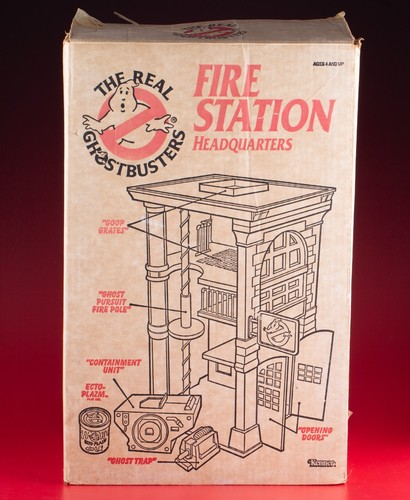 AGES 4 AND UP
THE REAL
GHOSTBUSTERS®
FIRE
STATION
HEADQUARTERS
"GOOP
GRATES"
"GHOST
PURSUIT
FIRE POLE"
"CONTAINMENT
UNIT"
ECTO-
PLAZM
"GHOST TRAP"
"OPENING
DOORS"
Kenner